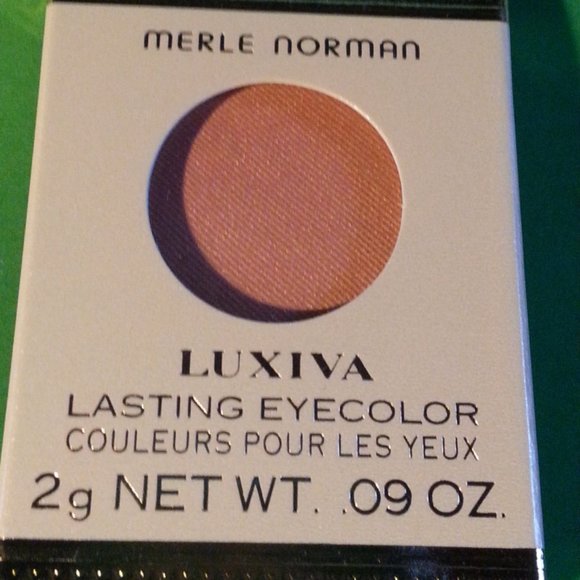 MERLE NORMAN
LUXIVA
LASTING EYECOLOR
COULEURS POUR LES YEUX
2g NET WT. .09 OZ.